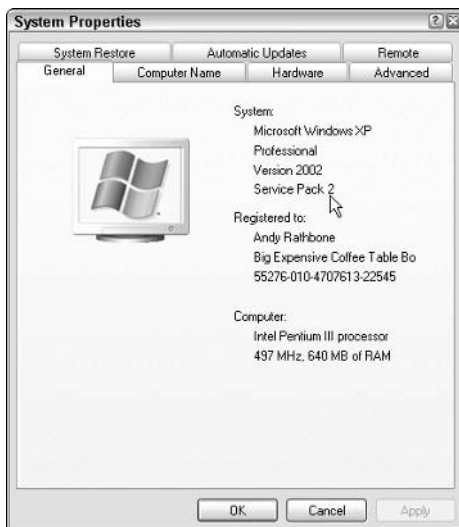 System Properties
System Restore
Automatic Updates
Remote
General
Computer Name
Hardware
Advanced
System:
Microsoft Windows XP
Professional
Version 2002
Service Pack 2
Registered to:
Andy Rathbone
Big Expensive Coffee Table Bo
55276-010-4707613-22545
Computer:
Intel Pentium III processor
497 MHz, 640 MB of RAM
OK
Cancel
Apply